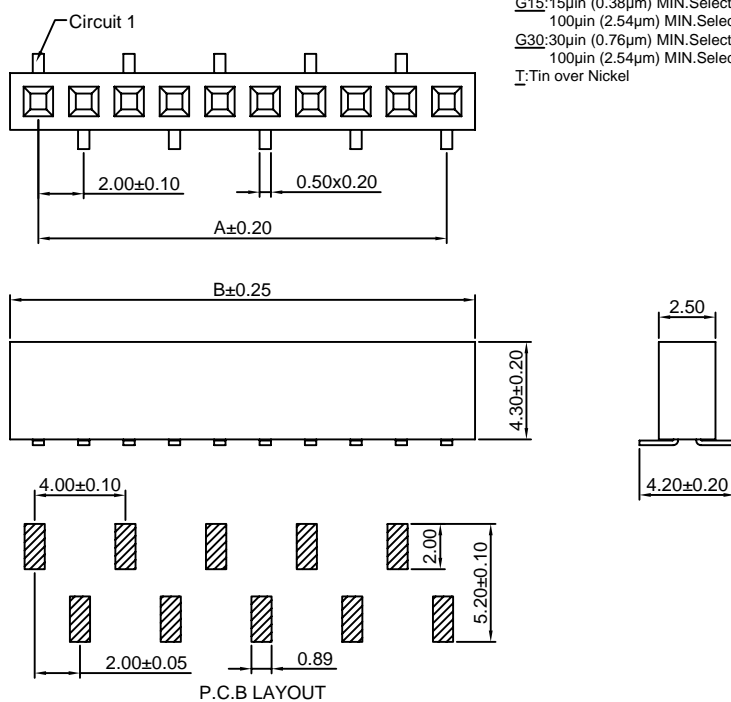 G15:15µin (0.38µm) MIN.Select
100µin (2.54µm) MIN.Selec
G30:30µin (0.76µm) MIN.Select
100µin (2.54µm) MIN.Selec
T:Tin over Nickel
Circuit 1
2.00±0.10
0.50x0.20
A±0.20
B±0.25
4.30±0.20
2.50
4.20±0.20
4.00±0.10
2.00
5.20±0.10
2.00±0.05
0.89
P.C.B LAYOUT